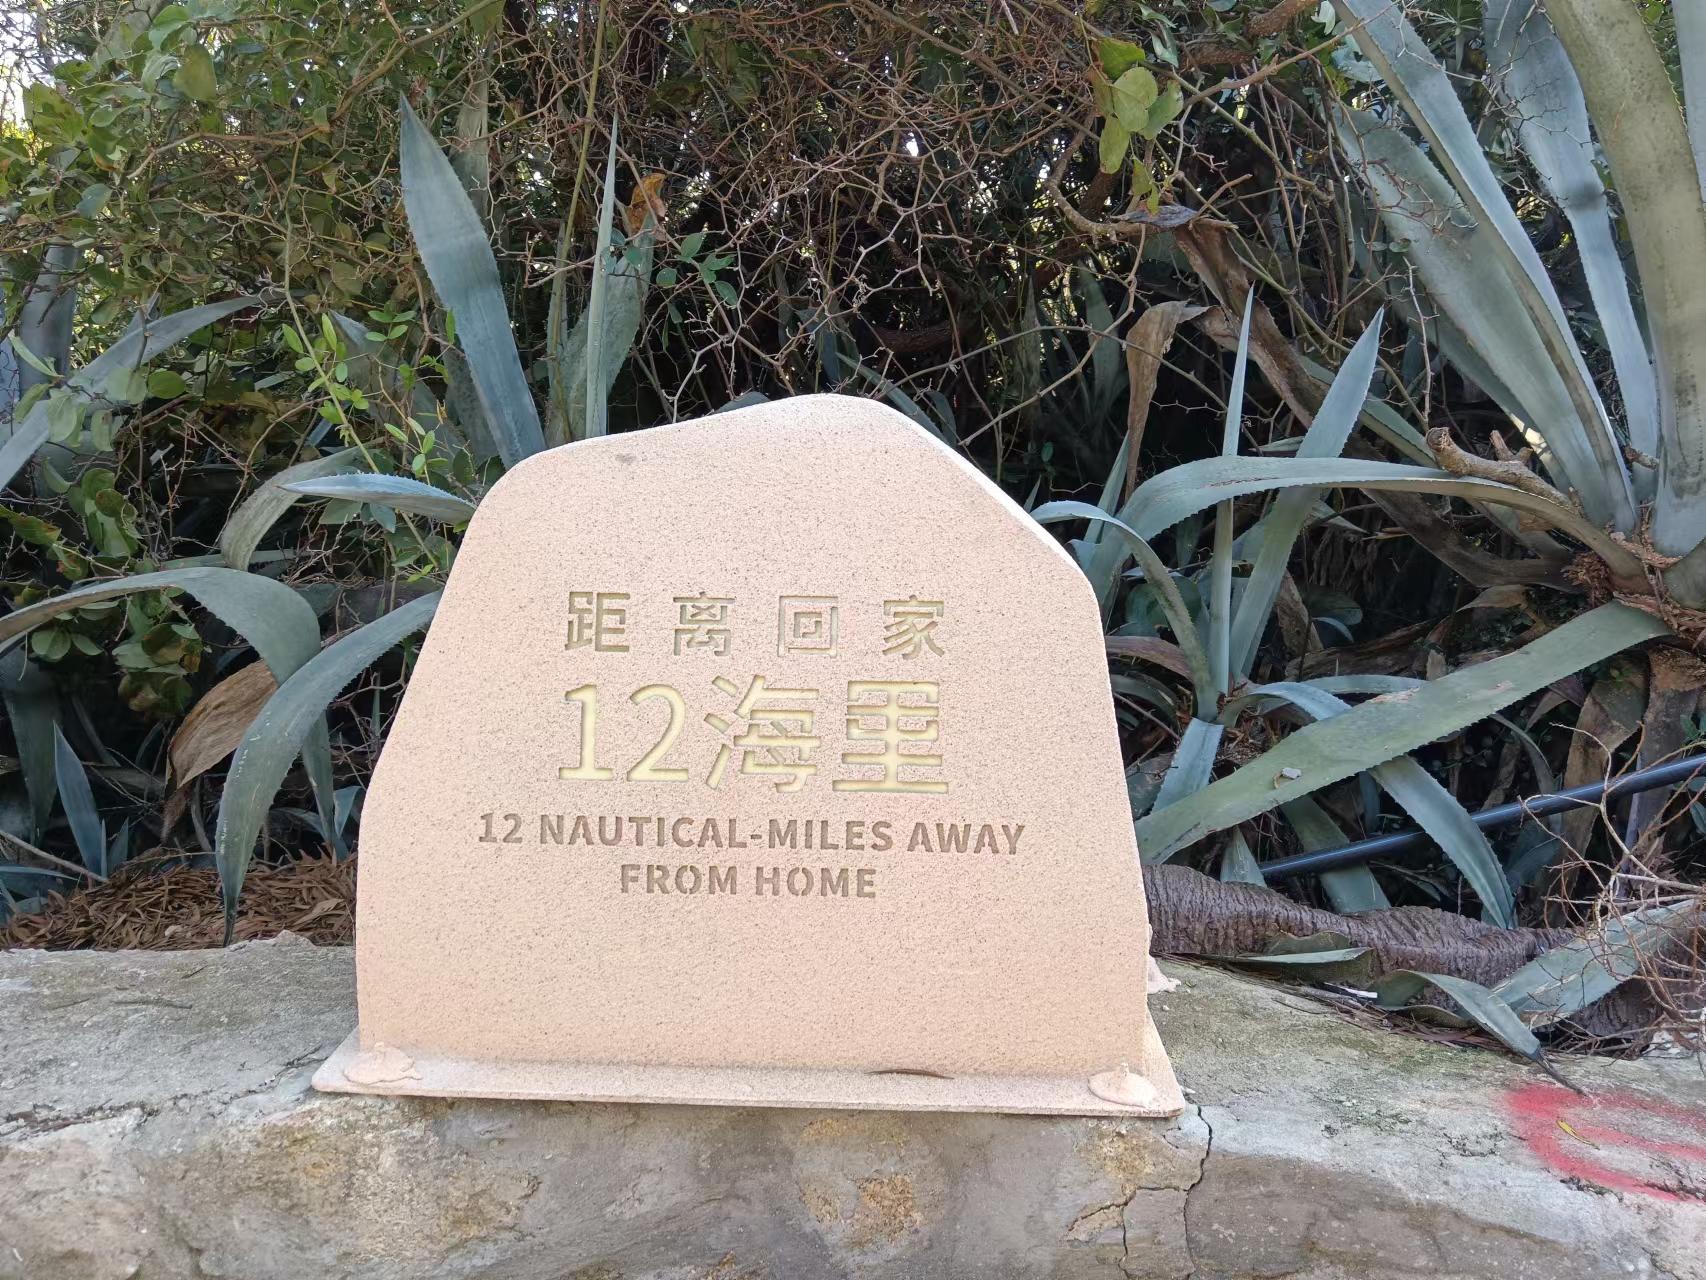 距离回家
12海里
12 NAUTICAL-MILES AWAY
FROM HOME